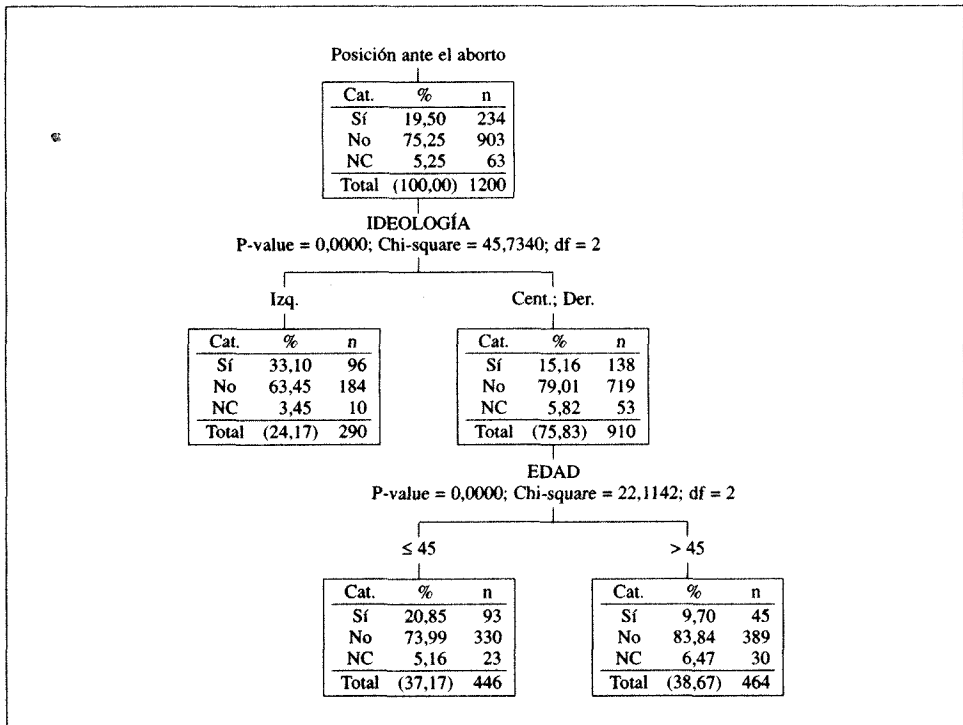 Posición ante el aborto
Cat. % n
Sí 19,50 234
No 75,25 903
NC 5,25 63
Total (100,00) 1200
IDEOLOGÍA
P-value = 0,0000; Chi-square = 45,7340; df = 2
Izq.
Cat. % n
Sí 33,10 96
No 63,45 184
NC 3,45 10
Total (24,17) 290
Cent.; Der.
Cat. % n
Sí 15,16 138
No 79,01 719
NC 5,82 53
Total (75,83) 910
EDAD
P-value = 0,0000; Chi-square = 22,1142; df = 2
≤ 45
Cat. % n
Sí 20,85 93
No 73,99 330
NC 5,16 23
Total (37,17) 446
> 45
Cat. % n
Sí 9,70 45
No 83,84 389
NC 6,47 30
Total (38,67) 464